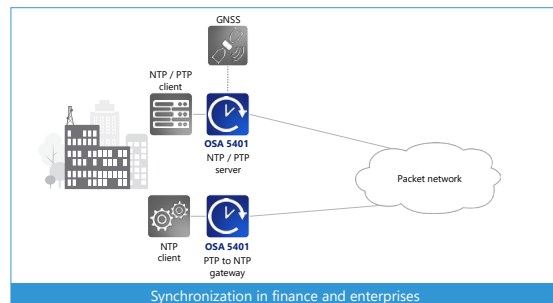 GNSS
NTP / PTP
client
OSA 5401
NTP / PTP
server
Packet network
NTP
client
OSA 5401
PTP to NTP
gateway
Synchronization in finance and enterprises